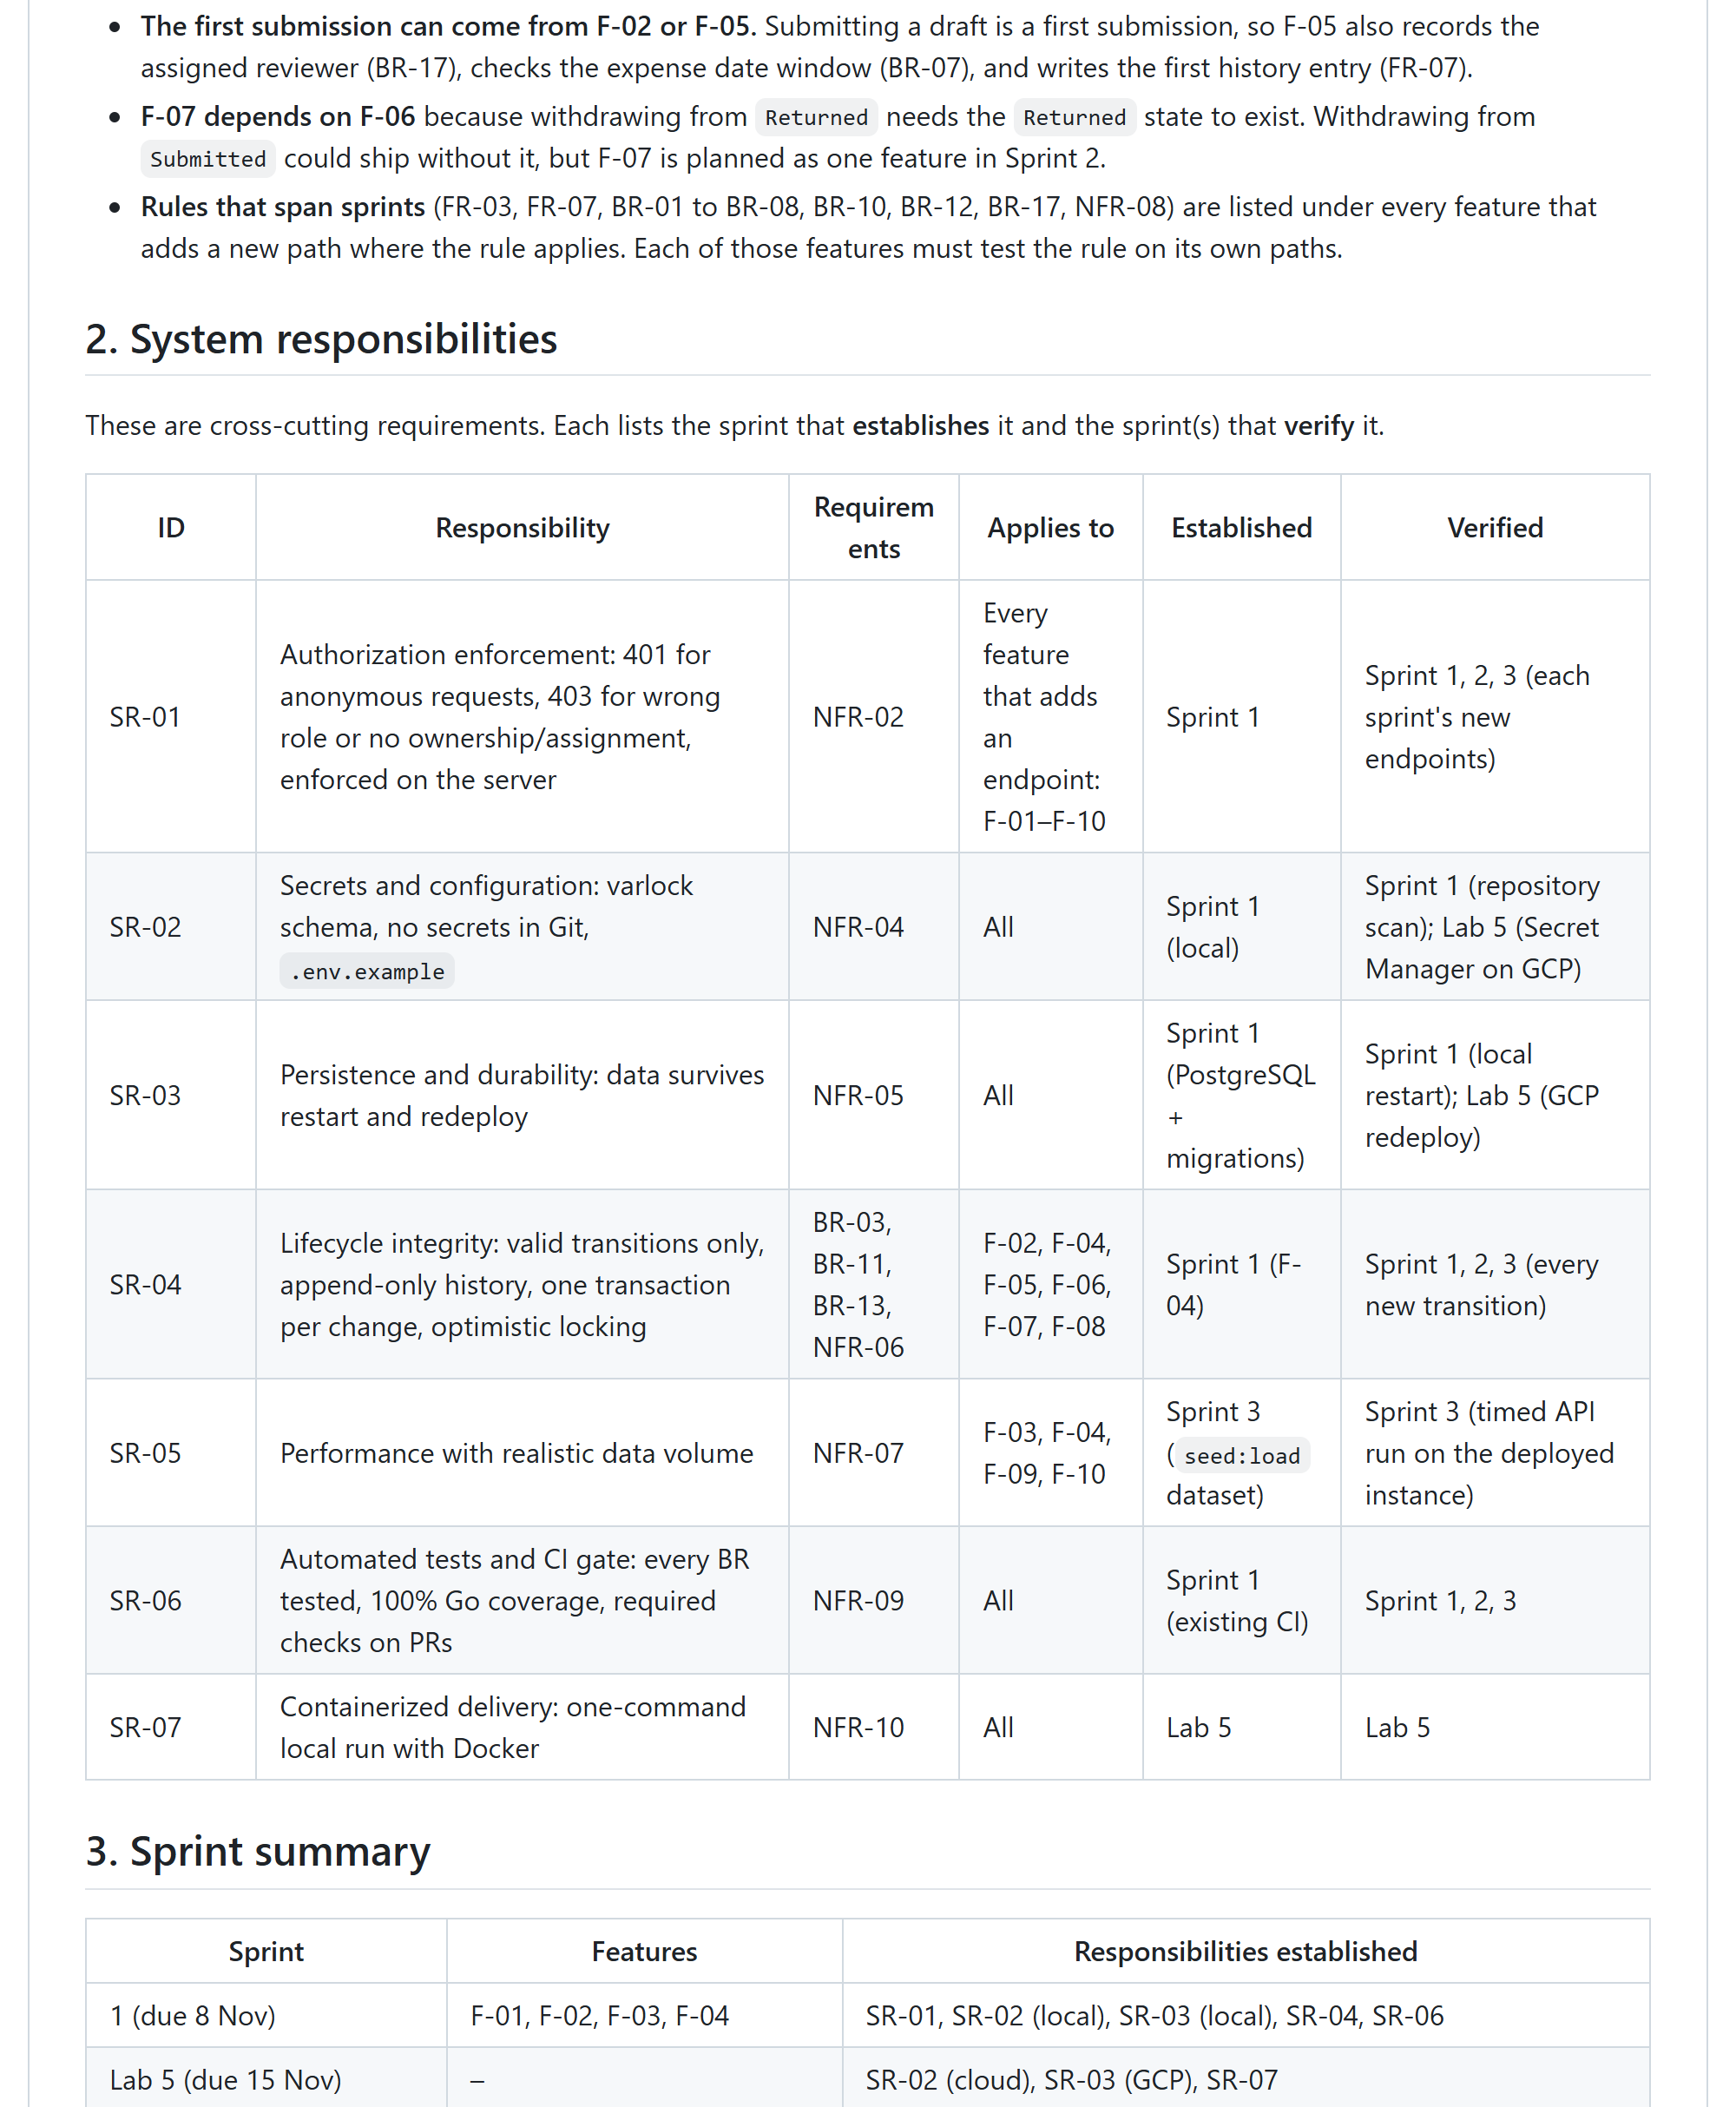 The first submission can come from F-02 or F-05. Submitting a draft is a first submission, so F-05 also records the
assigned reviewer (BR-17), checks the expense date window (BR-07), and writes the first history entry (FR-07).
F-07 depends on F-06 because withdrawing from Returned needs the Returned state to exist. Withdrawing from
Submitted could ship without it, but F-07 is planned as one feature in Sprint 2.
Rules that span sprints (FR-03, FR-07, BR-01 to BR-08, BR-10, BR-12, BR-17, NFR-08) are listed under every feature that
adds a new path where the rule applies. Each of those features must test the rule on its own paths.
2. System responsibilities
These are cross-cutting requirements. Each lists the sprint that establishes it and the sprint(s) that verify it.
ID
Responsibility
Requirem
ents
Applies to
Established
Verified
SR-01
Authorization enforcement: 401 for
anonymous requests, 403 for wrong
role or no ownership/assignment,
enforced on the server
NFR-02
Every
feature
that adds
an
endpoint:
F-01–F-10
Sprint 1
Sprint 1, 2, 3 (each
sprint's new
endpoints)
SR-02
Secrets and configuration: varlock
schema, no secrets in Git,
.env.example
NFR-04
All
Sprint 1
(local)
Sprint 1 (repository
scan); Lab 5 (Secret
Manager on GCP)
SR-03
Persistence and durability: data survives
restart and redeploy
NFR-05
All
Sprint 1
(PostgreSQL
+
migrations)
Sprint 1 (local
restart); Lab 5 (GCP
redeploy)
SR-04
Lifecycle integrity: valid transitions only,
append-only history, one transaction
per change, optimistic locking
BR-03,
BR-11,
BR-13,
NFR-06
F-02, F-04,
F-05, F-06,
F-07, F-08
Sprint 1 (F-
04)
Sprint 1, 2, 3 (every
new transition)
SR-05
Performance with realistic data volume
NFR-07
F-03, F-04,
F-09, F-10
Sprint 3
(seed:load
dataset)
Sprint 3 (timed API
run on the deployed
instance)
SR-06
Automated tests and CI gate: every BR
tested, 100% Go coverage, required
checks on PRs
NFR-09
All
Sprint 1
(existing CI)
Sprint 1, 2, 3
SR-07
Containerized delivery: one-command
local run with Docker
NFR-10
All
Lab 5
Lab 5
3. Sprint summary
Sprint
Features
Responsibilities established
1 (due 8 Nov)
F-01, F-02, F-03, F-04
SR-01, SR-02 (local), SR-03 (local), SR-04, SR-06
Lab 5 (due 15 Nov)
–
SR-02 (cloud), SR-03 (GCP), SR-07